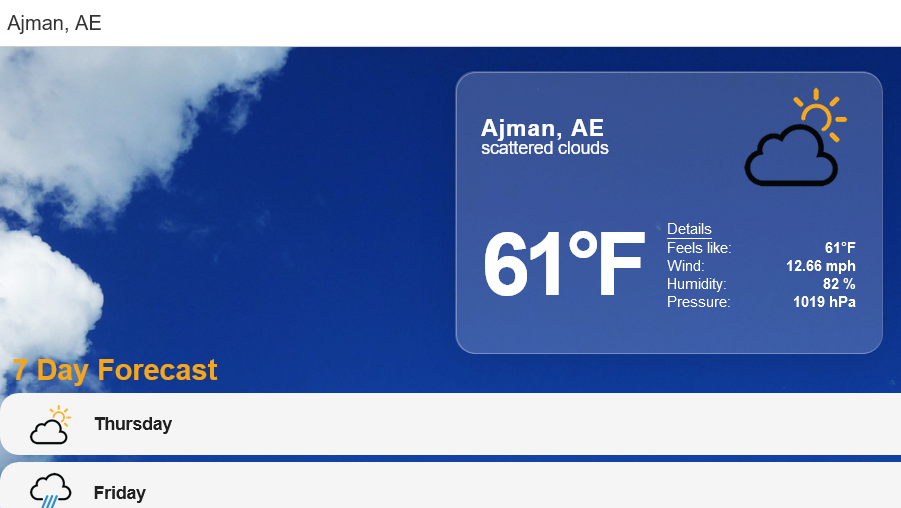 Ajman, AE
Ajman, AE
scattered clouds
61°F
Details
Feels like: 61°F
Wind: 12.66 mph
Humidity: 82 %
Pressure: 1019 hPa
7 Day Forecast
Thursday
Friday